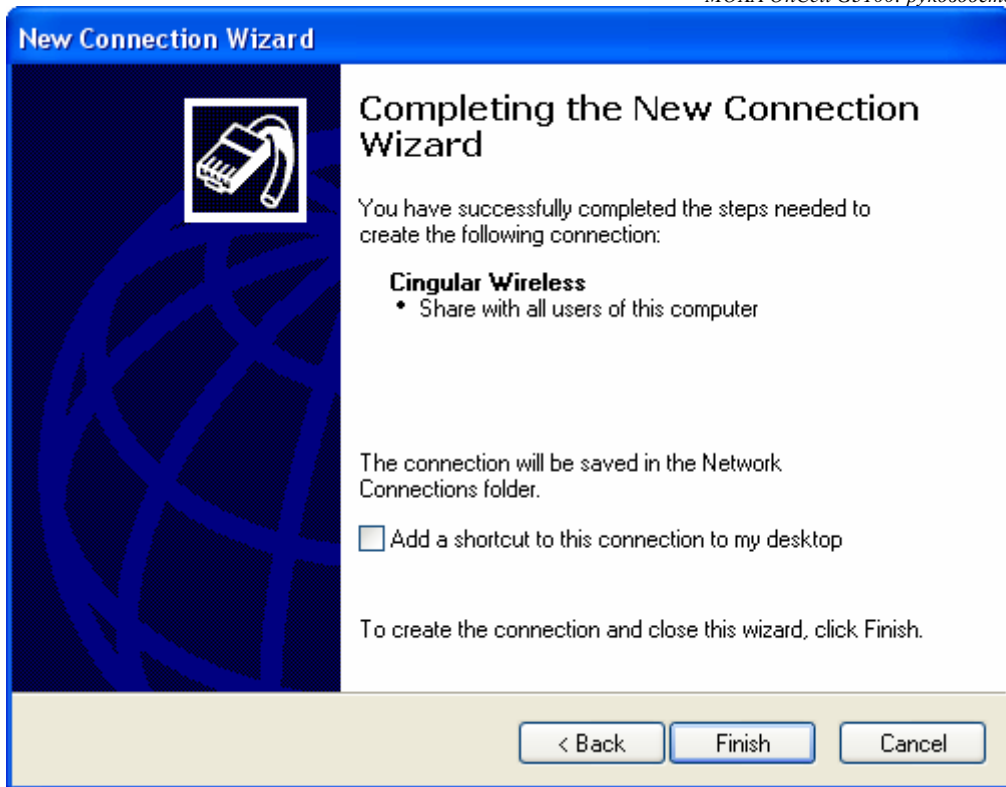 New Connection Wizard
Completing the New Connection
Wizard
You have successfully completed the steps needed to
create the following connection:
Cingular Wireless
• Share with all users of this computer
The connection will be saved in the Network
Connections folder.
Add a shortcut to this connection to my desktop
To create the connection and close this wizard, click Finish.
< Back Finish Cancel